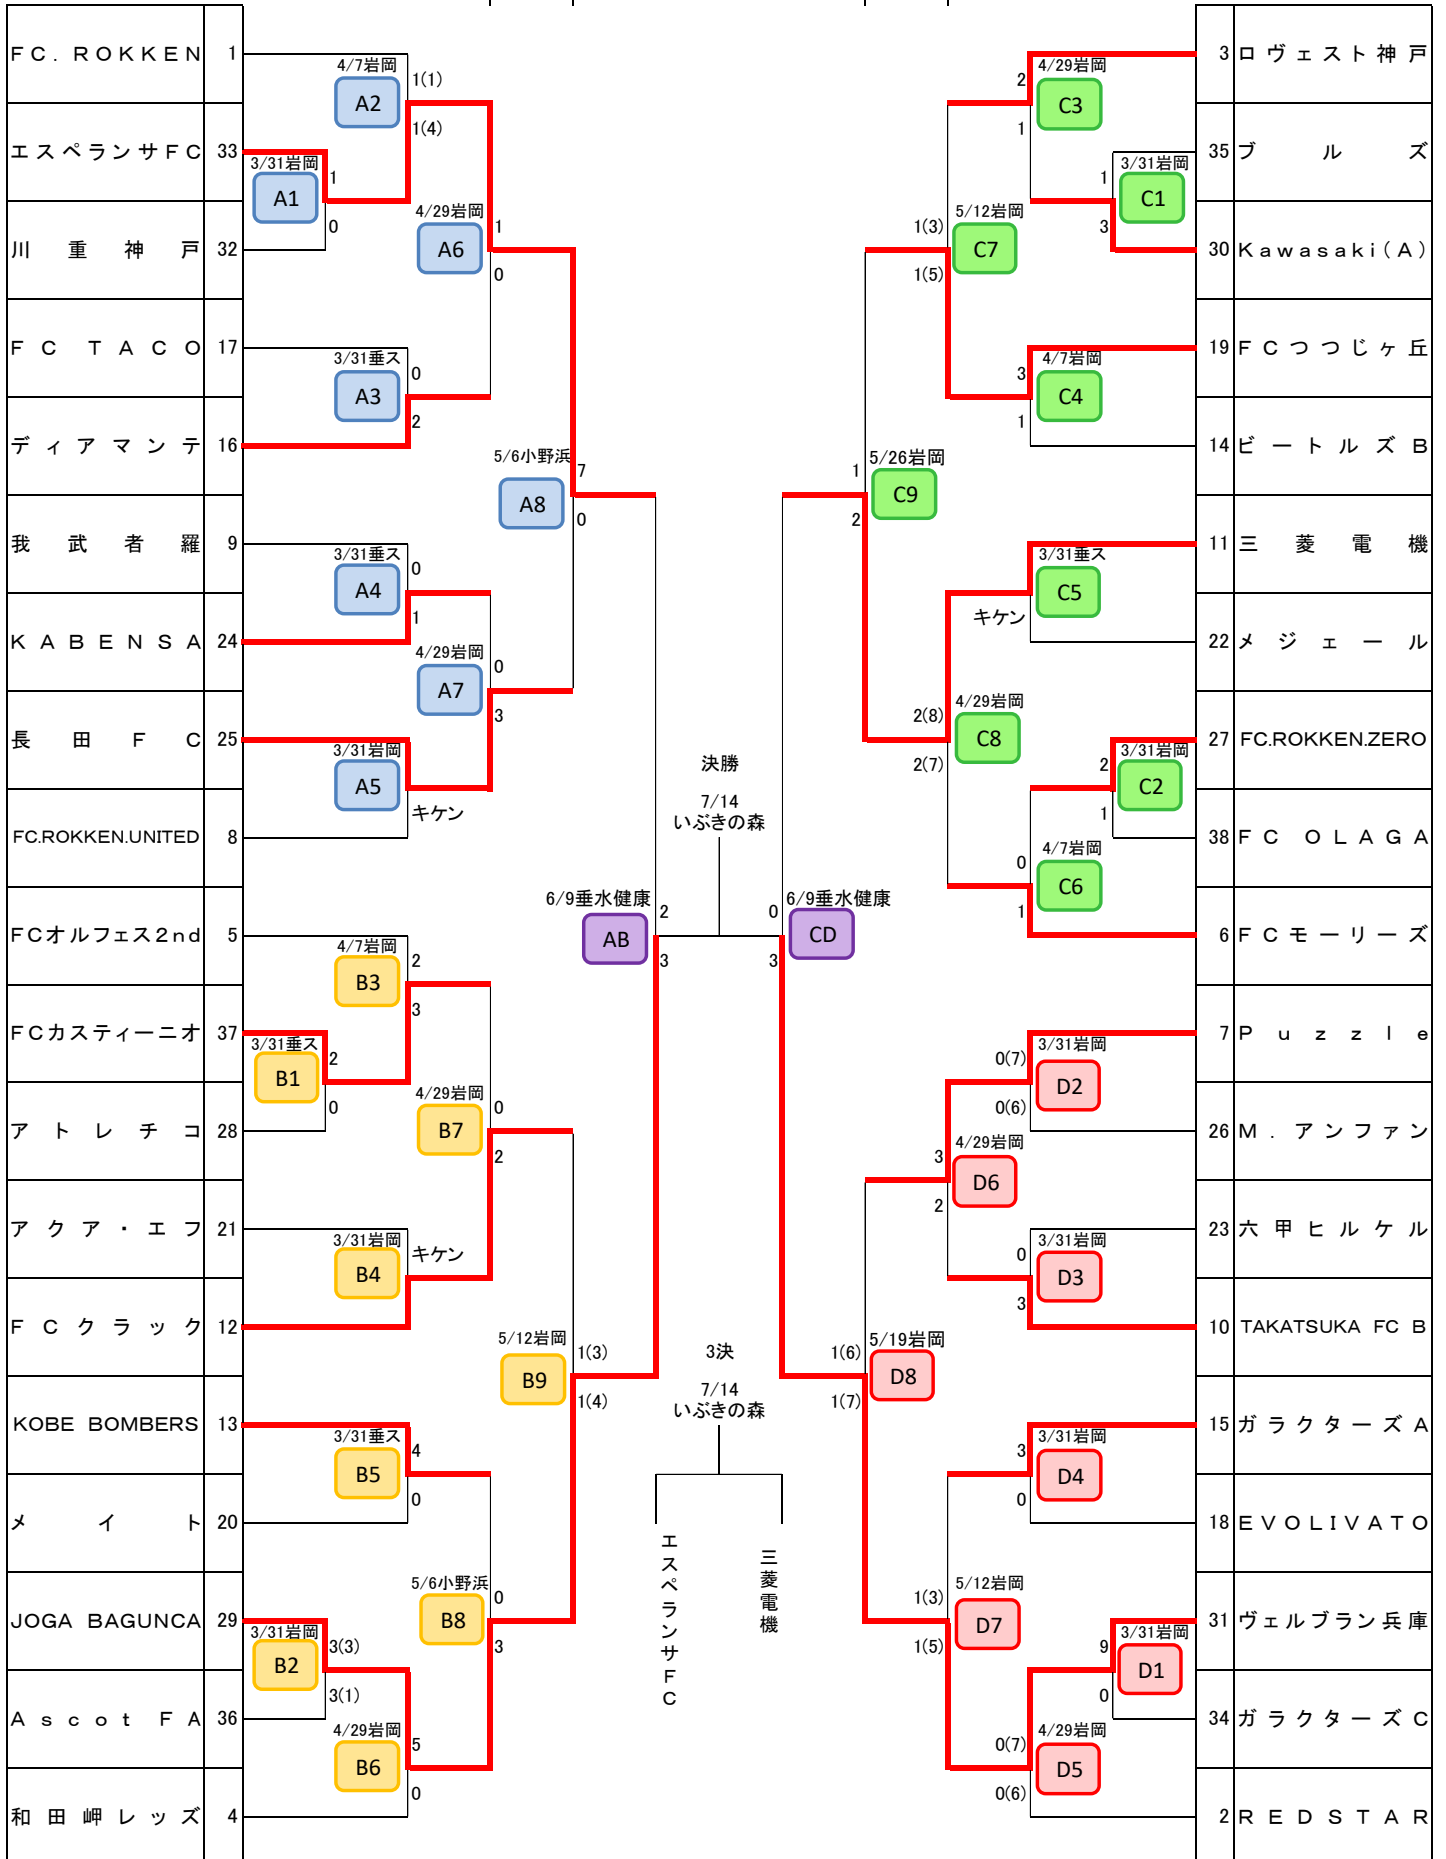 FC. ROKKEN 1
エスペランサFC 33
川重神戸 32
FC TACO 17
ディアマンテ 16
我武者羅 9
KABENSA 24
長田FC 25
FC.ROKKEN.UNITED 8
FCオルフェス2nd 5
FCカスティーニオ 37
アトレチコ 28
アクア・エフ 21
FCクラック 12
KOBE BOMBERS 13
メイト 20
JOGA BAGUNCA 29
Ascot FA 36
和田岬レッズ 4
4/7岩岡
A2
1(1)
1(4)
3/31岩岡
A1
1
0
4/29岩岡
A6
1
0
3/31垂ス
A3
0
2
5/6小野浜
A8
7
0
3/31垂ス
A4
0
1
4/29岩岡
A7
0
3
3/31岩岡
A5
キケン
4/7岩岡
B3
2
3
3/31垂ス
B1
2
0
4/29岩岡
B7
0
2
3/31岩岡
B4
キケン
5/12岩岡
B9
1(3)
1(4)
3/31垂ス
B5
4
0
5/6小野浜
B8
0
3
3/31岩岡
B2
3(3)
3(1)
4/29岩岡
B6
5
0
6/9垂水健康
AB
2
3
決勝
7/14
いぶきの森
6/9垂水健康
CD
0
3
3決
7/14
いぶきの森
エスペランサFC
三菱電機
4/29岩岡
C3
2
1
3/31岩岡
C1
1
3
5/12岩岡
C7
1(3)
1(5)
4/7岩岡
C4
3
1
5/26岩岡
C9
1
2
3/31垂ス
C5
キケン
4/29岩岡
C8
2(8)
2(7)
3/31岩岡
C2
2
1
4/7岩岡
C6
0
1
3/31岩岡
D2
0(7)
0(6)
4/29岩岡
D6
3
2
3/31岩岡
D3
0
3
5/19岩岡
D8
1(6)
1(7)
3/31岩岡
D4
3
0
5/12岩岡
D7
1(3)
1(5)
3/31岩岡
D1
9
0
4/29岩岡
D5
0(7)
0(6)
3 ロヴェスト神戸
35 ブルズ
30 Kawasaki(A)
19 FCつつじヶ丘
14 ビートルズB
11 三菱電機
22 メジェール
27 FC.ROKKEN.ZERO
38 FC OLAGA
6 FCモーリーズ
7 Puzzle
26 M.アンファン
23 六甲ヒルケル
10 TAKATSUKA FC B
15 ガラクターズA
18 EVOLIVATO
31 ヴェルブラン兵庫
34 ガラクターズC
2 REDSTAR